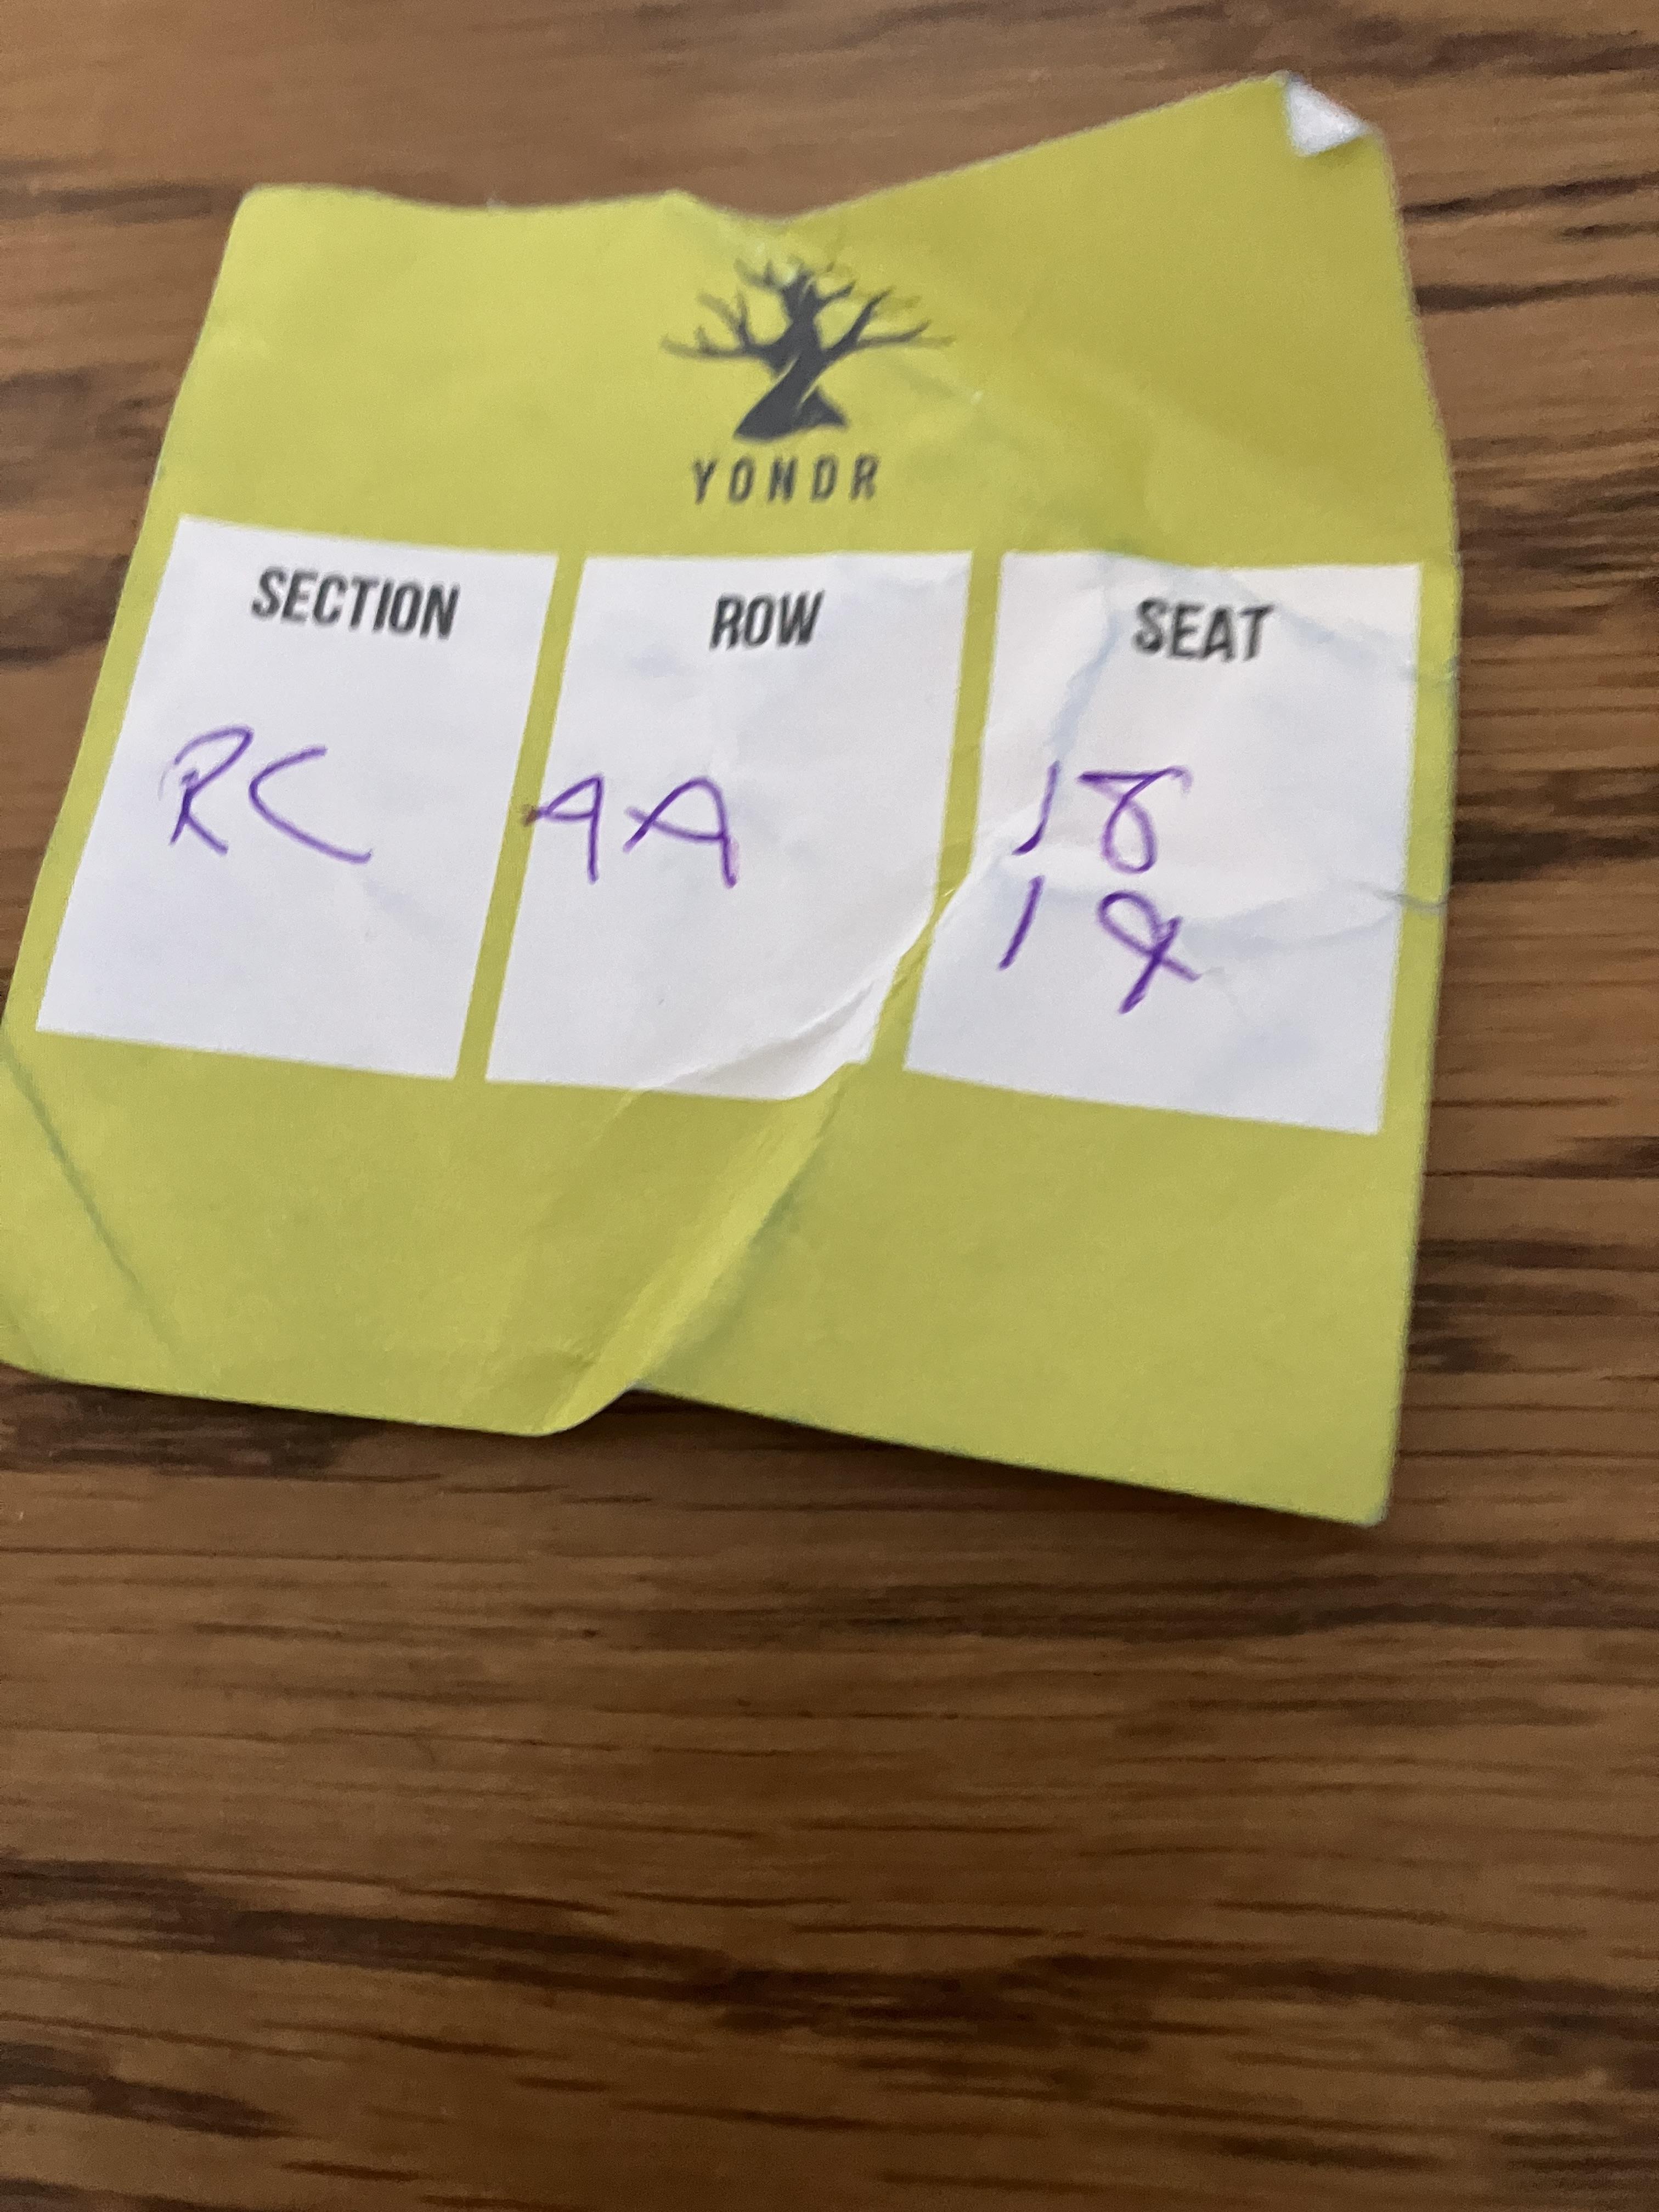 YONDR
SECTION ROW SEAT
RC AA 18
19